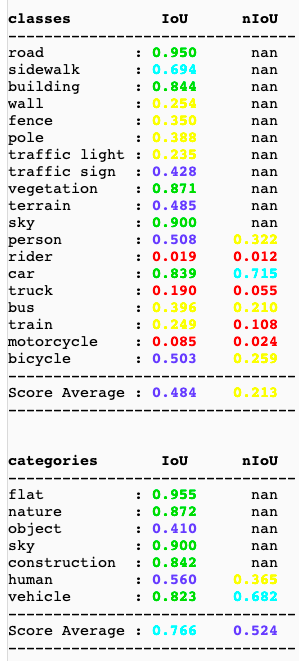 classes IoU nIoU
--------------------------------
road : 0.950 nan
sidewalk : 0.694 nan
building : 0.844 nan
wall : 0.254 nan
fence : 0.350 nan
pole : 0.388 nan
traffic light : 0.235 nan
traffic sign : 0.428 nan
vegetation : 0.871 nan
terrain : 0.485 nan
sky : 0.900 nan
person : 0.508 0.322
rider : 0.019 0.012
car : 0.839 0.715
truck : 0.190 0.055
bus : 0.396 0.210
train : 0.249 0.108
motorcycle : 0.085 0.024
bicycle : 0.503 0.259
--------------------------------
Score Average : 0.484 0.213
--------------------------------
categories IoU nIoU
--------------------------------
flat : 0.955 nan
nature : 0.872 nan
object : 0.410 nan
sky : 0.900 nan
construction : 0.842 nan
human : 0.560 0.365
vehicle : 0.823 0.682
--------------------------------
Score Average : 0.766 0.524
--------------------------------